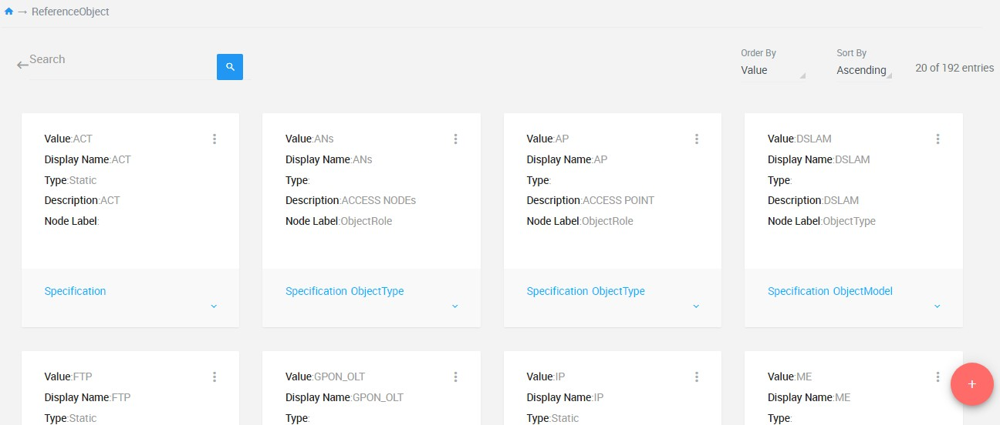 → ReferenceObject
Search
Order By
Value
Sort By
Ascending
20 of 192 entries
Value:ACT
Display Name:ACT
Type:Static
Description:ACT
Node Label:
Specification
Value:ANs
Display Name:ANs
Type:
Description:ACCESS NODEs
Node Label:ObjectRole
Specification ObjectType
Value:AP
Display Name:AP
Type:
Description:ACCESS POINT
Node Label:ObjectRole
Specification ObjectType
Value:DSLAM
Display Name:DSLAM
Type:
Description:DSLAM
Node Label:ObjectType
Specification ObjectModel
Value:FTP
Display Name:FTP
Type:Static
Value:GPON_OLT
Display Name:GPON_OLT
Type:
Value:IP
Display Name:IP
Type:Static
Value:ME
Display Name:ME
Type:
+